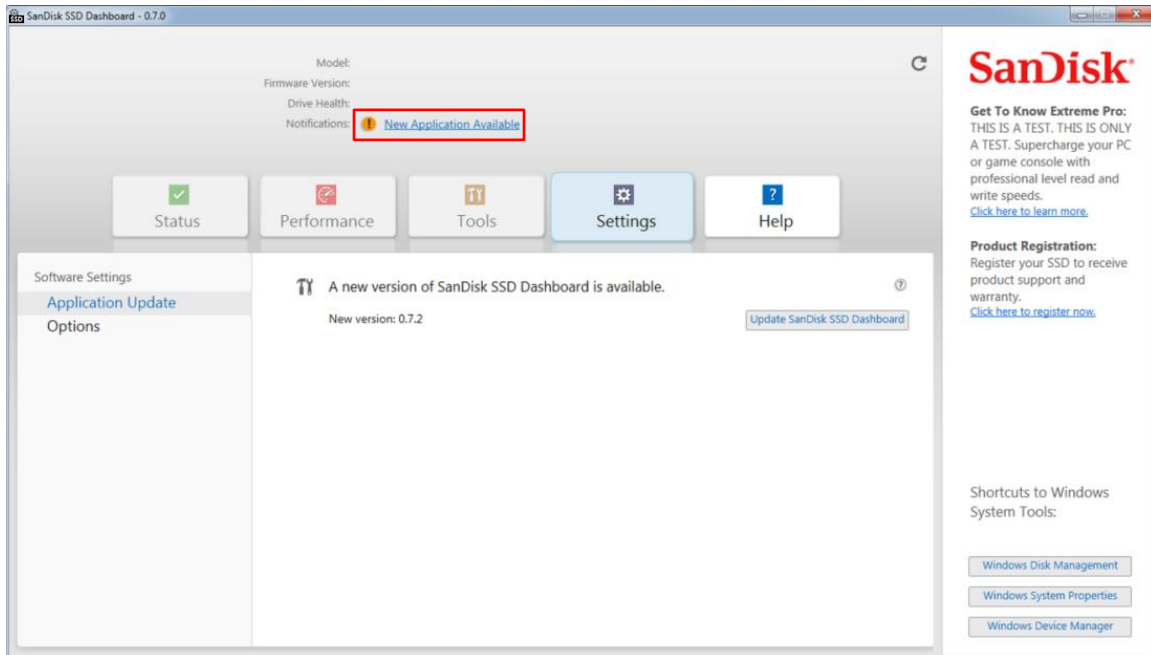 SanDisk SSD Dashboard - 0.7.0
Model:
Firmware Version:
Drive Health:
Notifications: ! New Application Available
Status
Performance
Tools
Settings
? Help
Software Settings
Application Update
Options
A new version of SanDisk SSD Dashboard is available.
?
New version: 0.7.2
Update SanDisk SSD Dashboard
SanDisk
Get To Know Extreme Pro:
THIS IS A TEST. THIS IS ONLY
A TEST. Supercharge your PC
or game console with
professional level read and
write speeds.
Click here to learn more.
Product Registration:
Register your SSD to receive
product support and
warranty.
Click here to register now.
Shortcuts to Windows
System Tools:
Windows Disk Management
Windows System Properties
Windows Device Manager